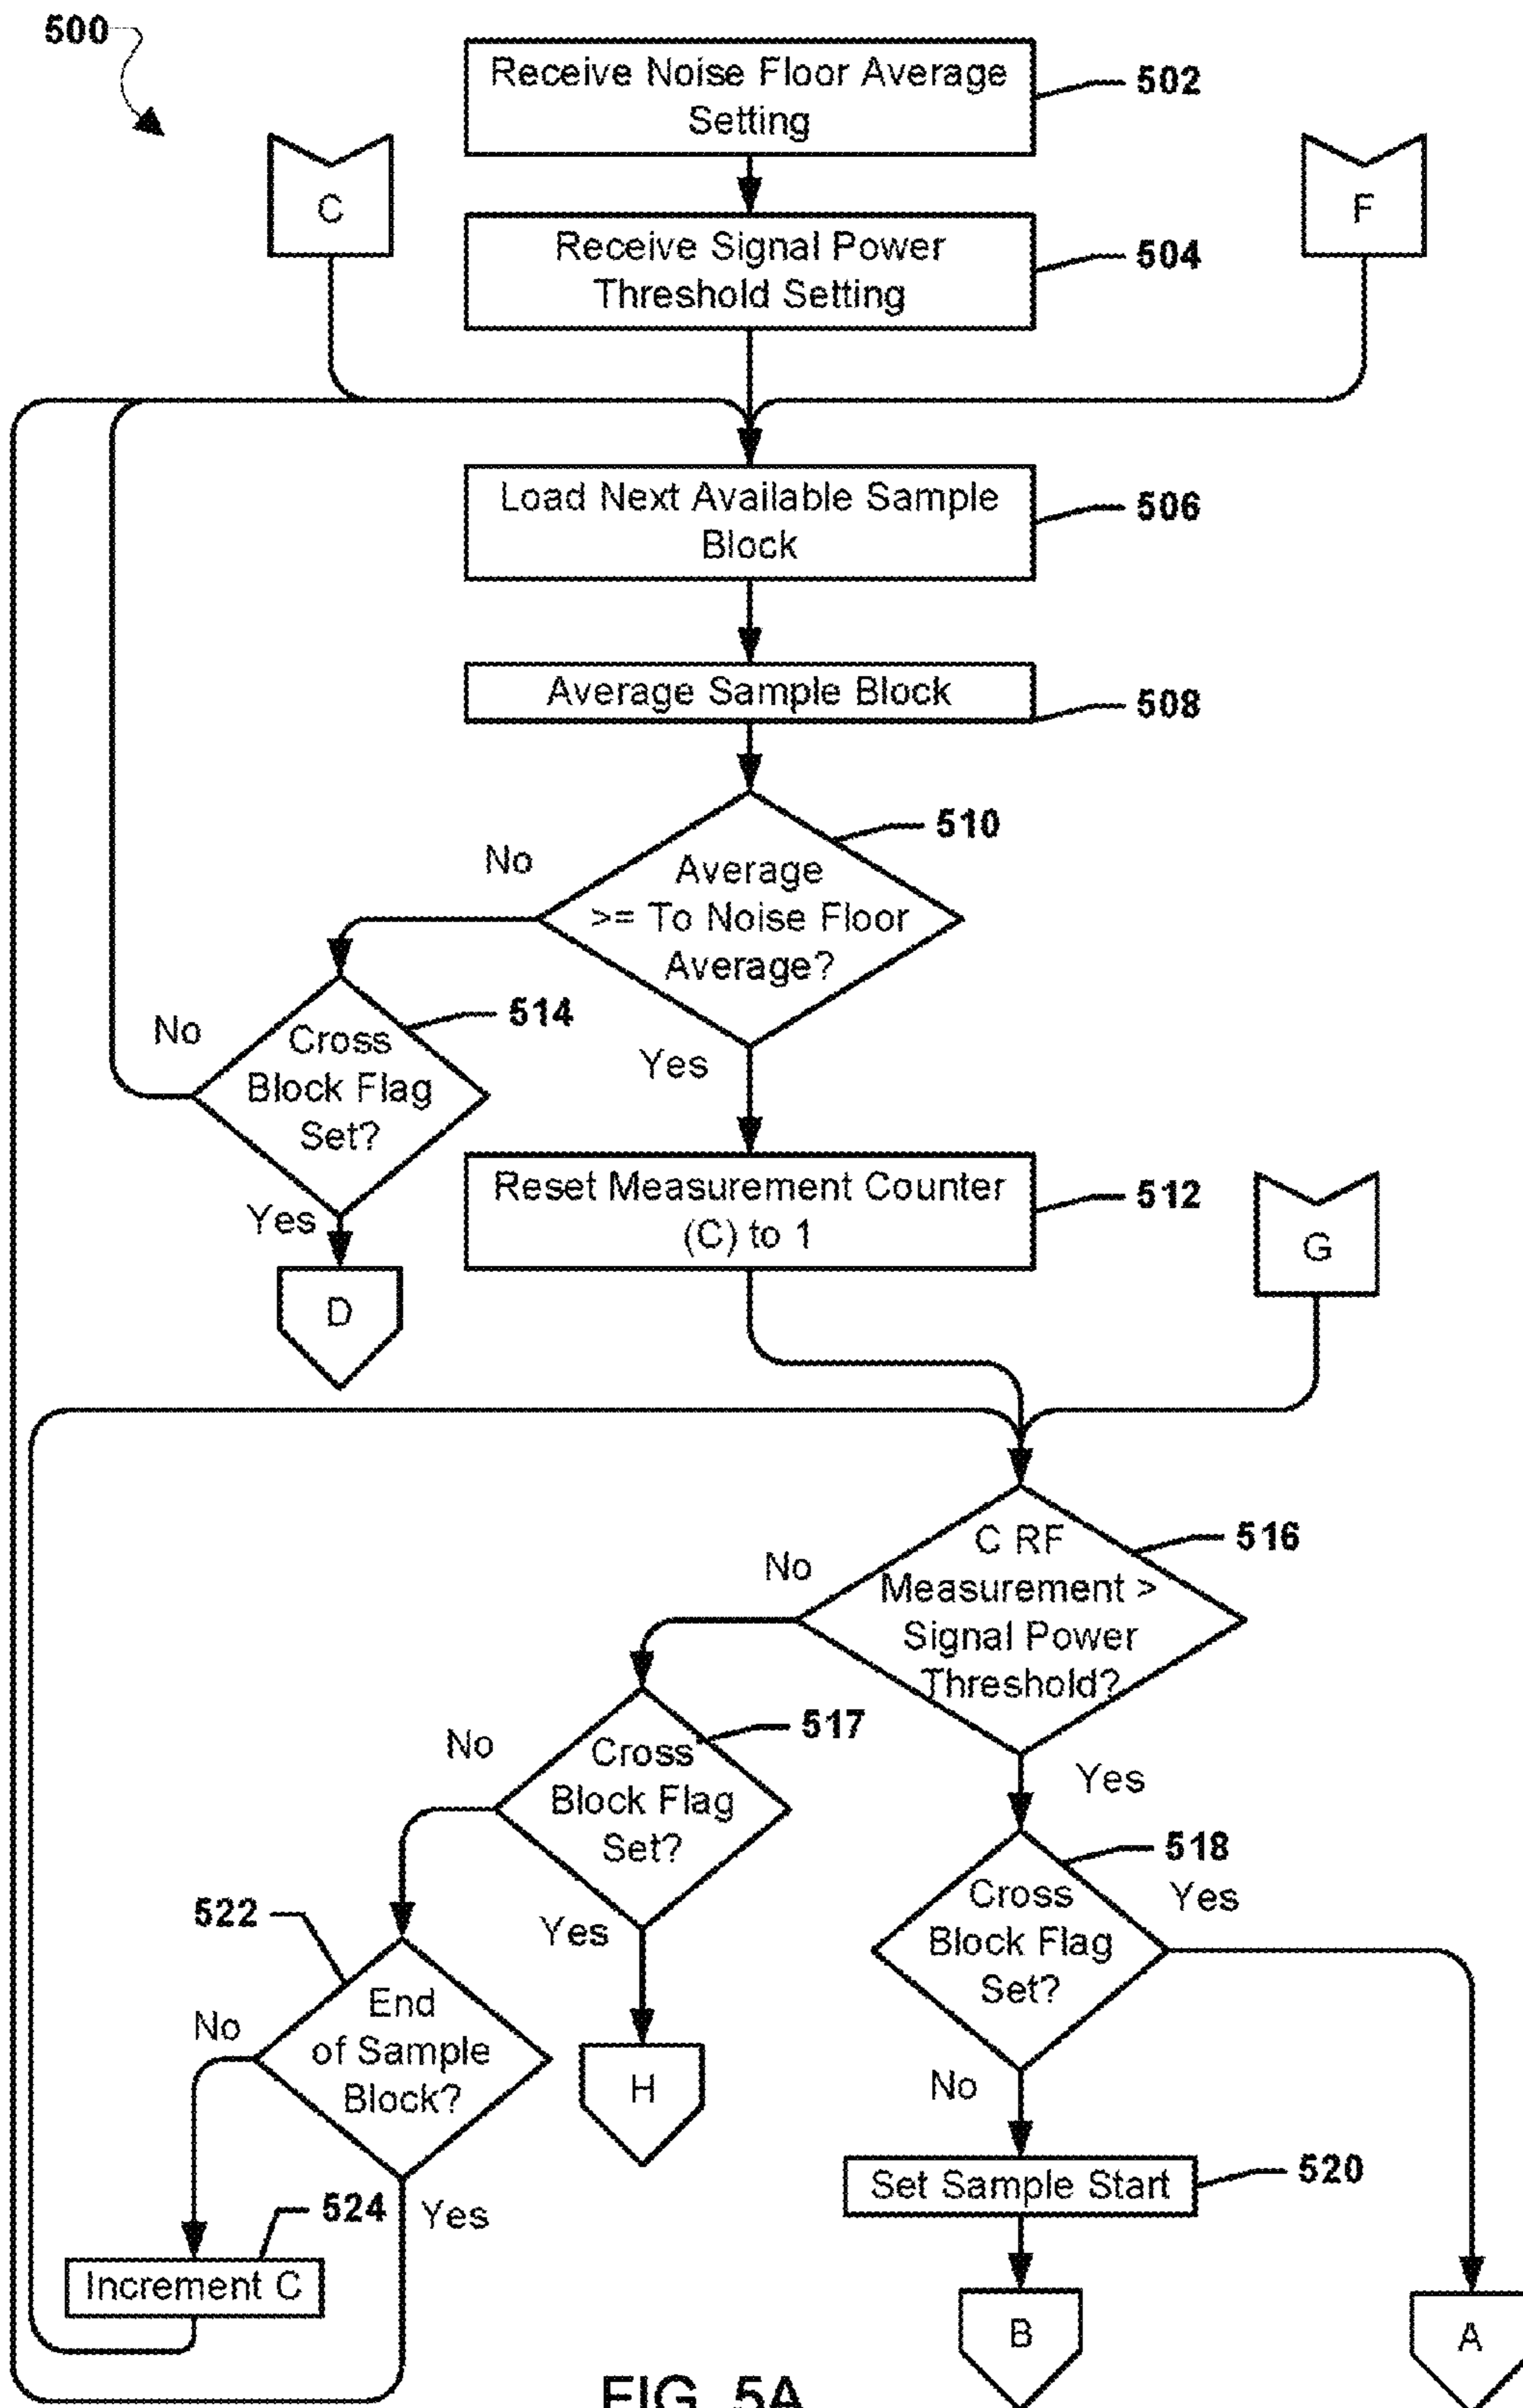 500
Receive Noise Floor Average
Setting
502
C
F
Receive Signal Power
Threshold Setting
504
Load Next Available Sample
Block
506
Average Sample Block
508
510
No
Average
>= To Noise Floor
Average?
514
No
Cross
Block Flag
Set?
Yes
Yes
D
Reset Measurement Counter
(C) to 1
512
G
516
No
C RF
Measurement >
Signal Power
Threshold?
517
No
Cross
Block Flag
Set?
Yes
Yes
518
Cross
Block Flag
Set?
Yes
522
End
of Sample
Block?
No
H
No
Set Sample Start
520
524
Yes
Increment C
B
A
FIG. 5A